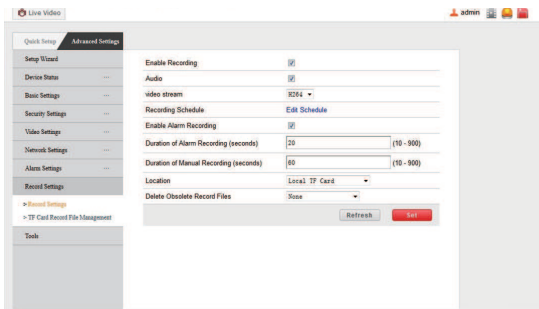 Live Video
admin
Quick Setup
Advanced Settings
Setup Wizard
Device Status ...
Basic Settings ...
Security Settings ...
Video Settings ...
Network Settings ...
Alarm Settings ...
Record Settings
Record Settings
TF Card Record File Management
Tools
Enable Recording
Audio
video stream H264
Recording Schedule Edit Schedule
Enable Alarm Recording
Duration of Alarm Recording (seconds) 20 (10 - 900)
Duration of Manual Recording (seconds) 60 (10 - 900)
Location Local TF Card
Delete Obsolete Record Files None
Refresh Set